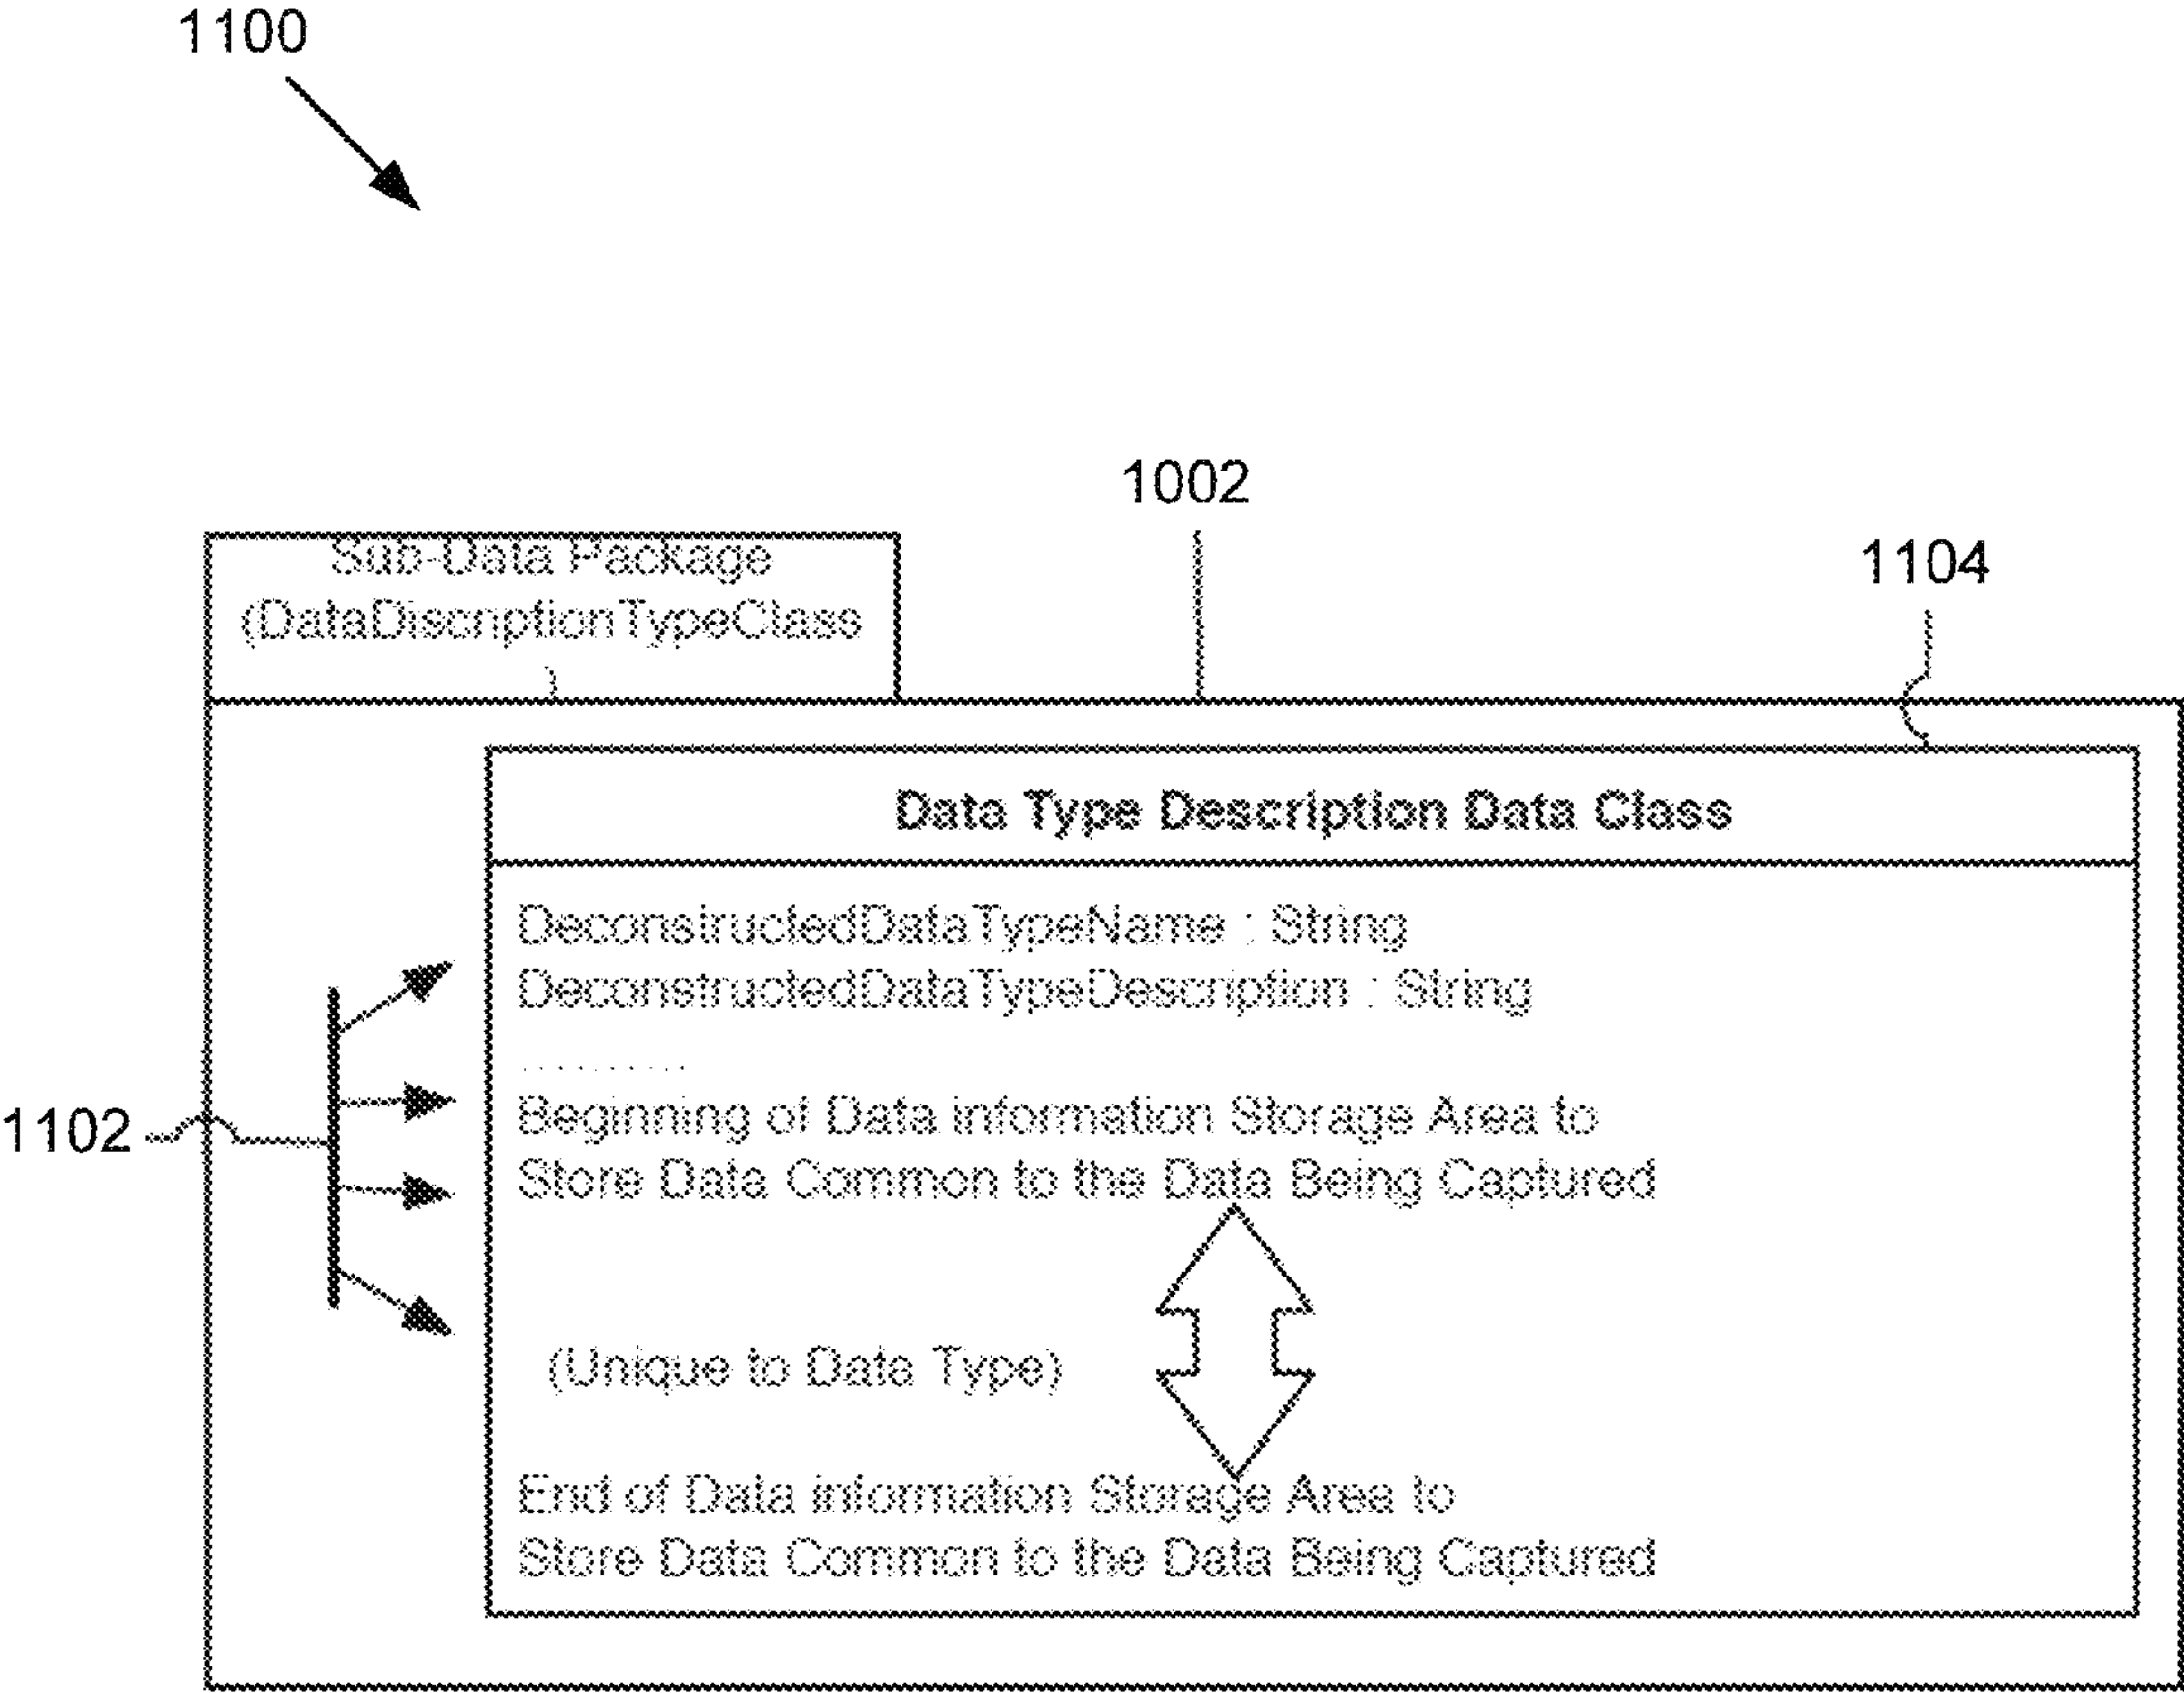 1100
1002
1104
Sub-Data Package
(DataDiscriptionTypeClass
)
Data Type Description Data Class
DeconstructedDataTypeName : String
DeconstructedDataTypeDescription : String
.........
1102
Beginning of Data information Storage Area to
Store Data Common to the Data Being Captured
(Unique to Data Type)
End of Data information Storage Area to
Store Data Common to the Data Being Captured